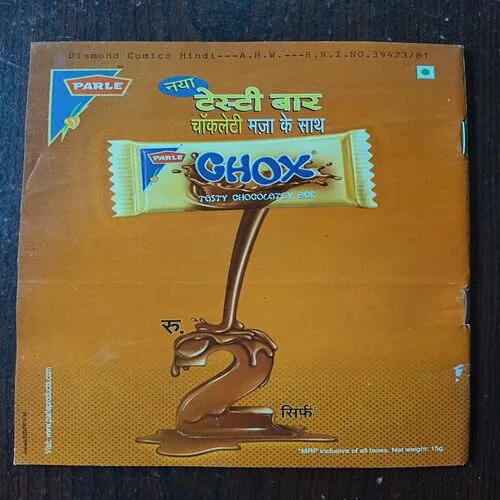 Diamond Comics Hindi---A.H.W.---R.N.I.NO.39423/81
PARLE
नया
टेस्टी बार
चॉकलेटी मज़ा के साथ
PARLE
CHOX
TASTY CHOCOLATEY BAR
रु.
2
सिर्फ़
*MRP inclusive of all taxes. Net weight: 15g.
Visit: www.parleproducts.com